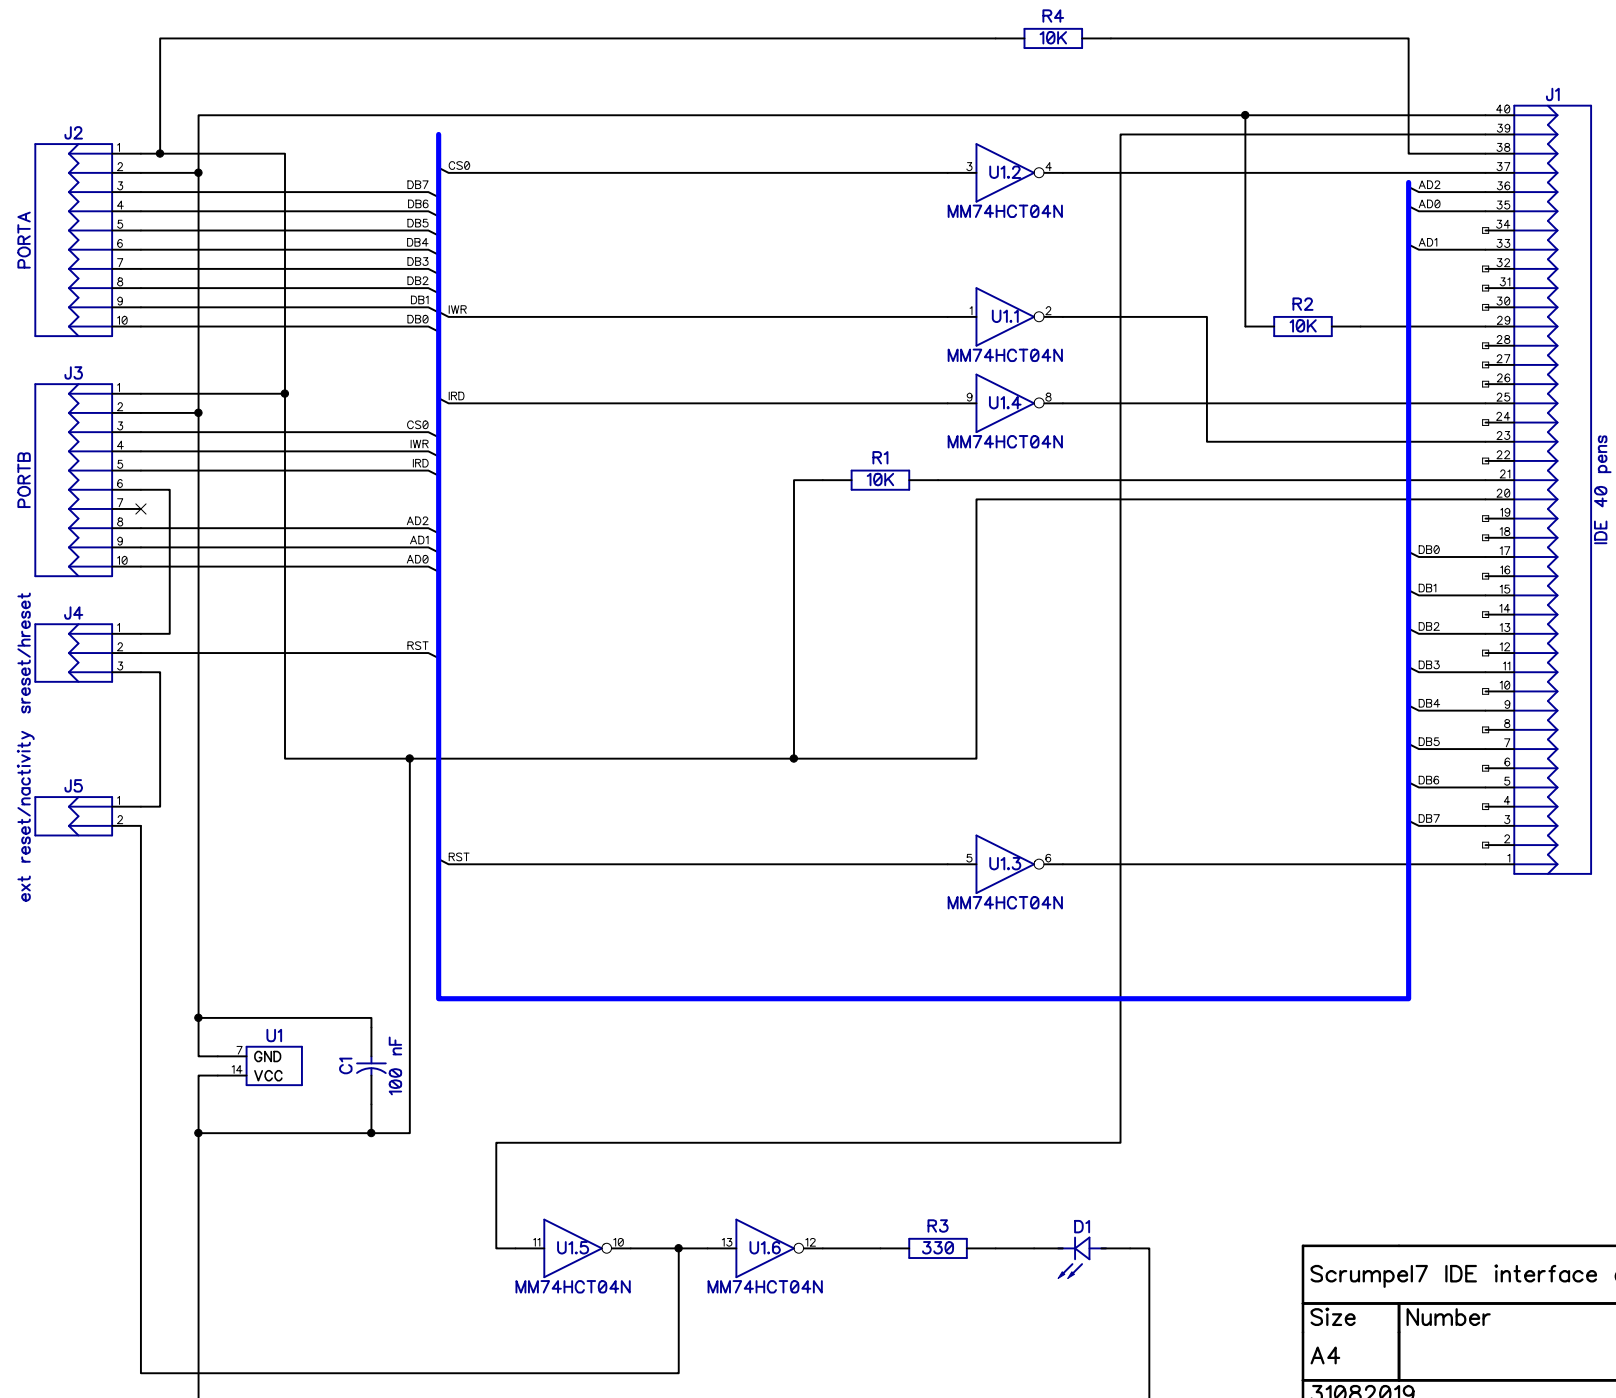 R4
10K
J1
J2
PORTA
1
2
3
4
5
6
7
8
9
10
DB7
DB6
DB5
DB4
DB3
DB2
DB1
DB0
CS0
3
U1.2
4
MM74HCT04N
IWR
1
U1.1
2
MM74HCT04N
IRD
9
U1.4
8
MM74HCT04N
R2
10K
R1
10K
J3
PORTB
1
2
3
4
5
6
7
8
9
10
CS0
IWR
IRD
AD2
AD1
AD0
J4
1
2
3
RST
sreset/hreset
J5
1
2
ext reset/nactivity
RST
5
U1.3
6
MM74HCT04N
AD2
AD0
AD1
DB0
DB1
DB2
DB3
DB4
DB5
DB6
DB7
40
39
38
37
36
35
34
33
32
31
30
29
28
27
26
25
24
23
22
21
20
19
18
17
16
15
14
13
12
11
10
9
8
7
6
5
4
3
2
1
IDE 40 pens
U1
7
GND
14
VCC
C1
100 nF
11
U1.5
10
MM74HCT04N
13
U1.6
12
MM74HCT04N
R3
330
D1
Scrumpel7 IDE interface
Size
Number
A4
31082019